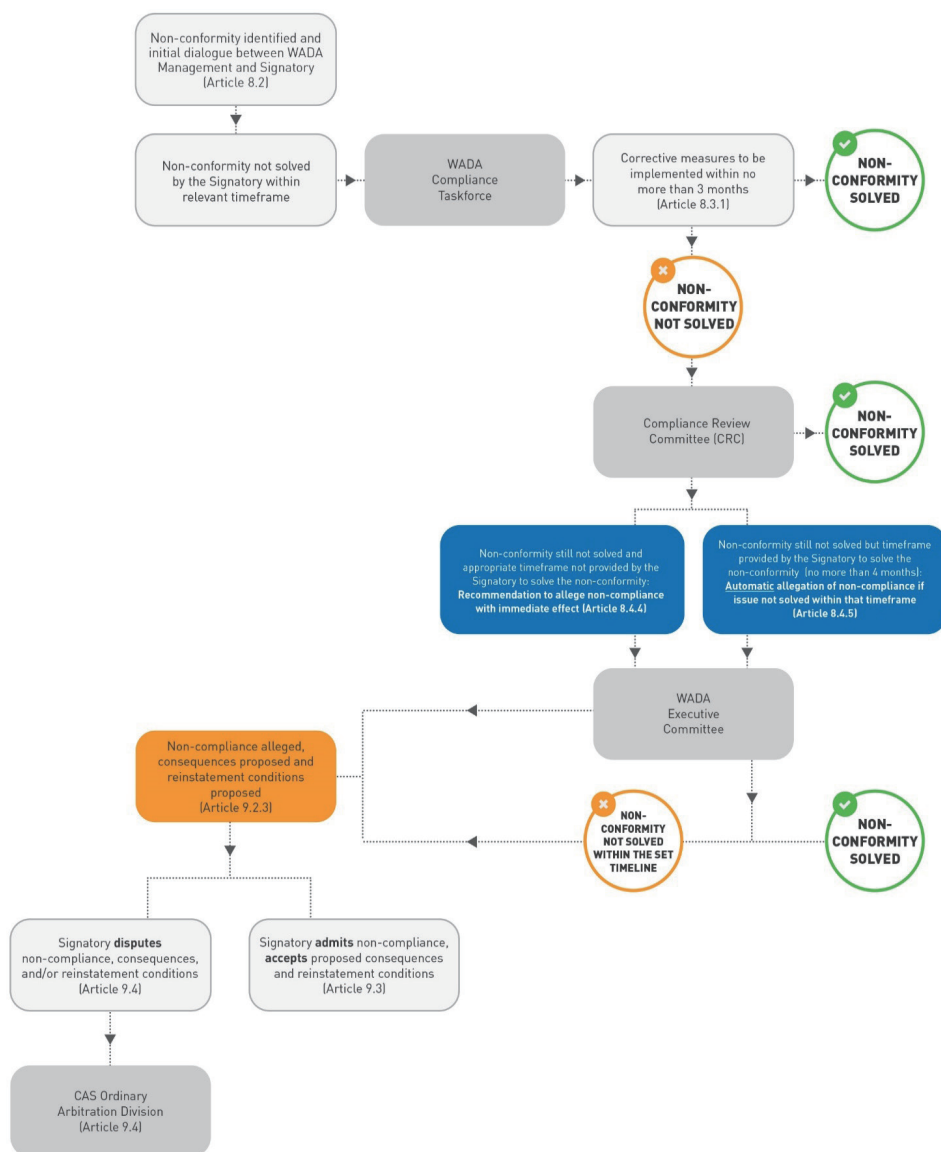 Non-conformity identified and
initial dialogue between WADA
Management and Signatory
(Article 8.2)
Non-conformity not solved
by the Signatory within
relevant timeframe
WADA
Compliance
Taskforce
Corrective measures to be
implemented within no
more than 3 months
(Article 8.3.1)
NON-
CONFORMITY
SOLVED
NON-
CONFORMITY
NOT SOLVED
Compliance Review
Committee (CRC)
NON-
CONFORMITY
SOLVED
Non-conformity still not solved and
appropriate timeframe not provided by the
Signatory to solve the non-conformity:
Recommendation to allege non-compliance
with immediate effect (Article 8.4.4)
Non-conformity still not solved but timeframe
provided by the Signatory to solve the
non-conformity (no more than 4 months):
Automatic allegation of non-compliance if
issue not solved within that timeframe
(Article 8.4.5)
WADA
Executive
Committee
Non-compliance alleged,
consequences proposed and
reinstatement conditions
proposed
(Article 9.2.3)
NON-
CONFORMITY
NOT SOLVED
WITHIN THE SET
TIMELINE
NON-
CONFORMITY
SOLVED
Signatory disputes
non-compliance, consequences,
and/or reinstatement conditions
(Article 9.4)
Signatory admits non-compliance,
accepts proposed consequences
and reinstatement conditions
(Article 9.3)
CAS Ordinary
Arbitration Division
(Article 9.4)